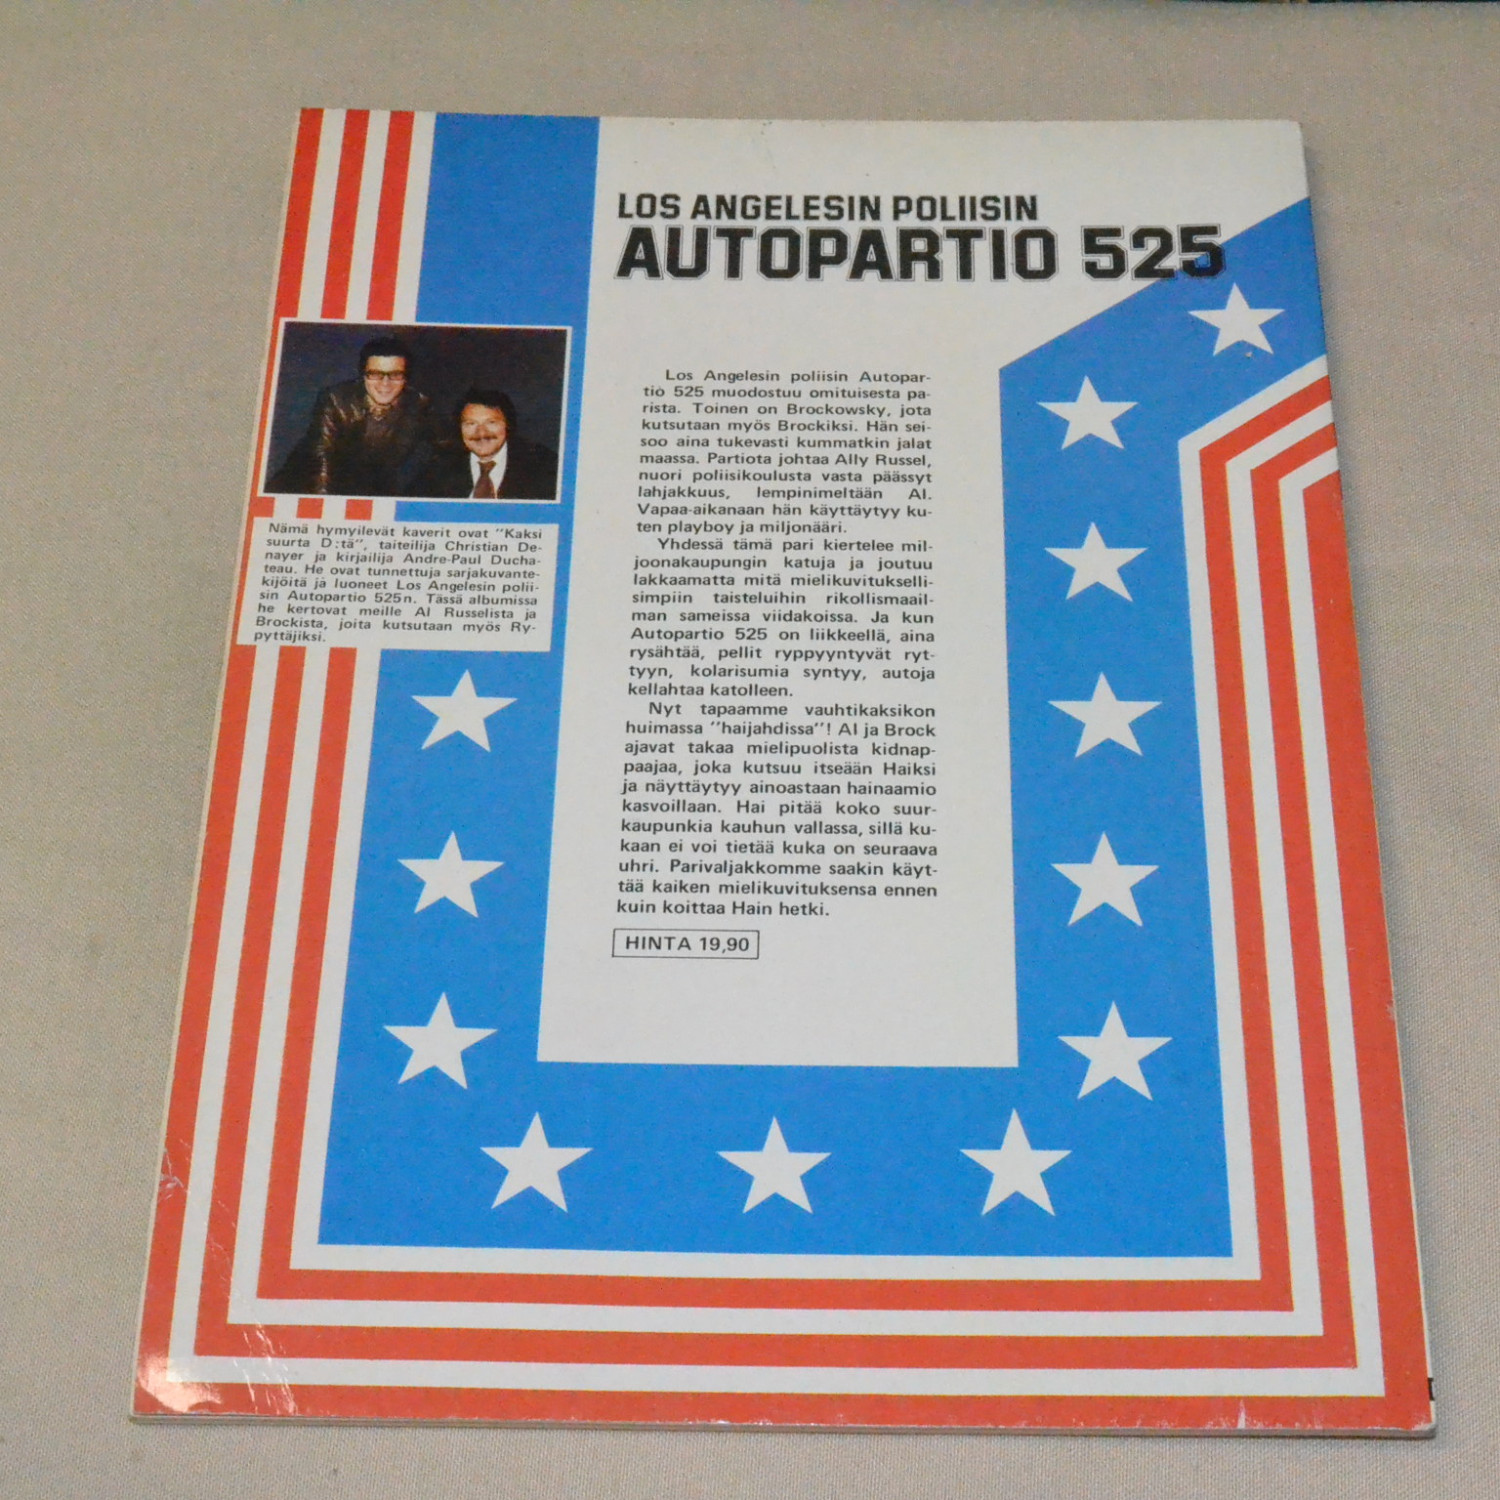 LOS ANGELESIN POLIISIN
AUTOPARTIO 525
Nämä hymyilevät kaverit ovat "Kaksi
suurta D:tä", taiteilija Christian De-
nayer ja kirjailija Andre-Paul Ducha-
teau. He ovat tunnettuja sarjakuvante-
kijöitä ja luoneet Los Angelesin polii-
sin Autopartio 525n. Tässä albumissa
he kertovat meille Al Russelista ja
Brockista, joita kutsutaan myös Ry-
pyttäjiksi.
Los Angelesin poliisin Autopar-
tio 525 muodostuu omituisesta pa-
rista. Toinen on Brockowsky, jota
kutsutaan myös Brockiksi. Hän sei-
soo aina tukevasti kummatkin jalat
maassa. Partiota johtaa Ally Russel,
nuori poliisikoulusta vasta päässyt
lahjakkuus, lempinimeltään Al.
Vapaa-aikanaan hän käyttäytyy ku-
ten playboy ja miljonääri.
Yhdessä tämä pari kiertelee mil-
joonakaupungin katuja ja joutuu
lakkaamatta mitä mielikuvitukselli-
simpiin taisteluihin rikollismaail-
man sameissa viidakoissa. Ja kun
Autopartio 525 on liikkeellä, aina
rysähtää, pellit ryppyyntyvät ryt-
tyyn, kolarisumia syntyy, autoja
kellahtaa katolleen.
Nyt tapaamme vauhtikaksikon
huimassa "haijahdissa"! Al ja Brock
ajavat takaa mielipuolista kidnap-
paajaa, joka kutsuu itseään Haiksi
ja näyttäytyy ainoastaan hainaamio
kasvoillaan. Hai pitää koko suur-
kaupunkia kauhun vallassa, sillä ku-
kaan ei voi tietää kuka on seuraava
uhri. Parivaljakkomme saakin käyt-
tää kaiken mielikuvituksensa ennen
kuin koittaa Hain hetki.
HINTA 19,90